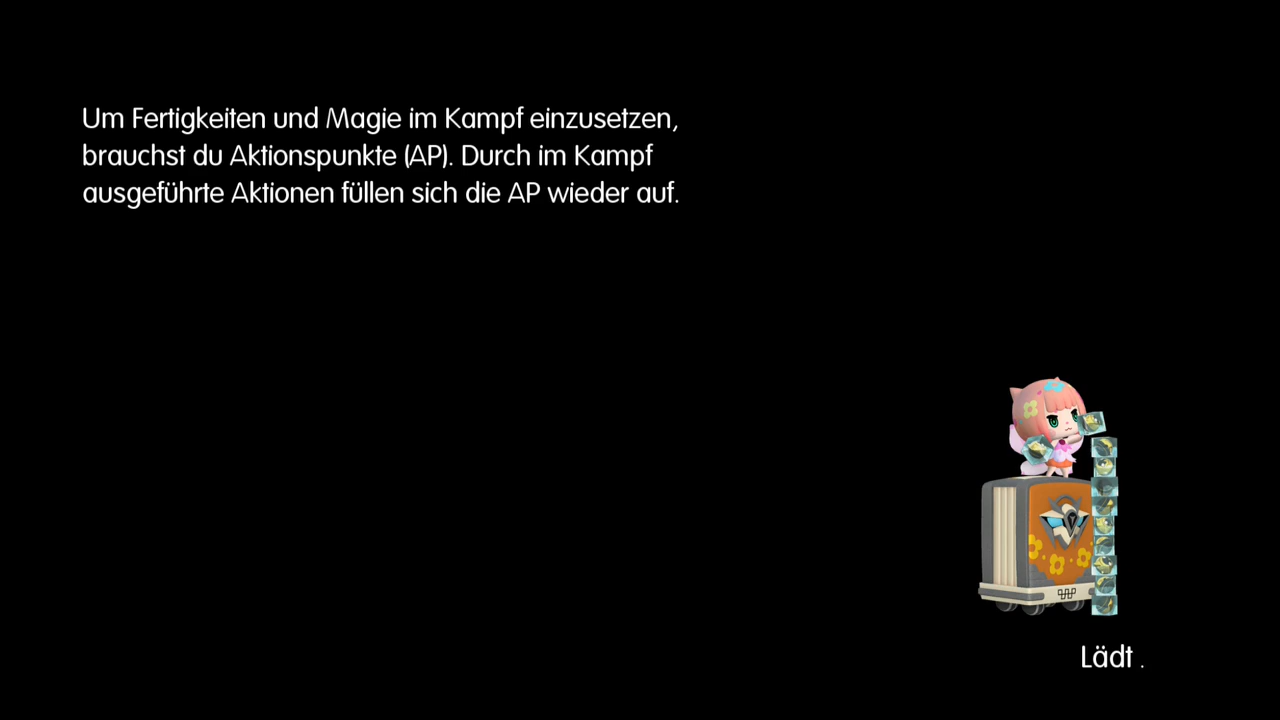 Um Fertigkeiten und Magie im Kampf einzusetzen,
brauchst du Aktionspunkte (AP). Durch im Kampf
ausgeführte Aktionen füllen sich die AP wieder auf.
Lädt .